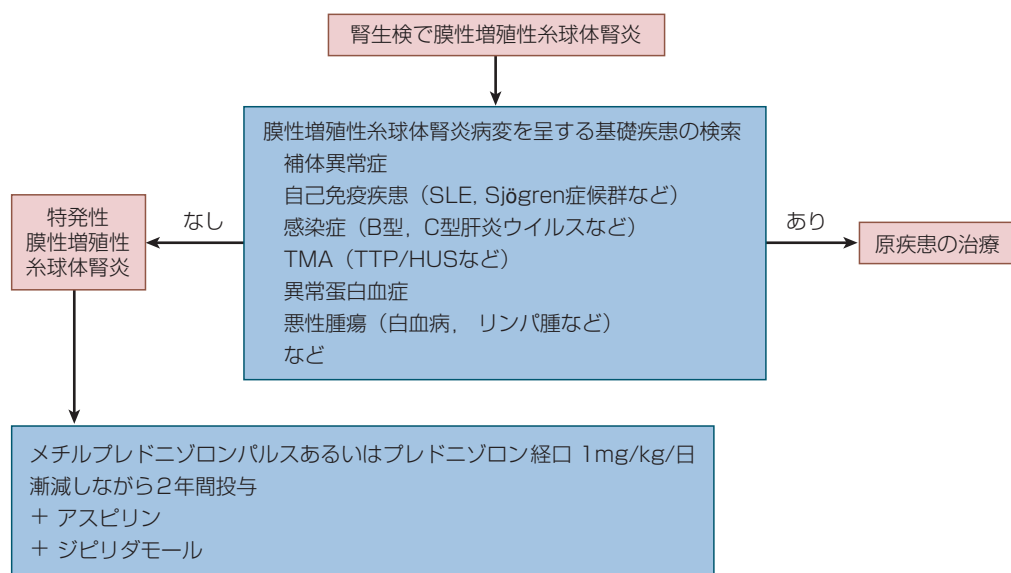 腎生検で膜性増殖性糸球体腎炎
膜性増殖性糸球体腎炎病変を呈する基礎疾患の検索
補体異常症
自己免疫疾患（SLE, Sjögren症候群など）
感染症（B型，C型肝炎ウイルスなど）
TMA（TTP/HUSなど）
異常蛋白血症
悪性腫瘍（白血病， リンパ腫など）
など
なし
特発性
膜性増殖性
糸球体腎炎
あり
原疾患の治療
メチルプレドニゾロンパルスあるいはプレドニゾロン経口 1mg/kg/日
漸減しながら２年間投与
＋ アスピリン
＋ ジピリダモール